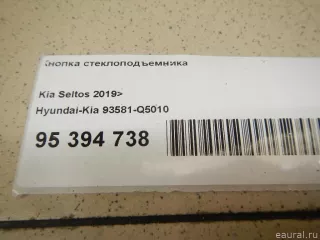 кнопка стеклоподъемника
Kia Seltos 2019>
Hyundai-Kia 93581-Q5010
95 394 738
eaural.ru